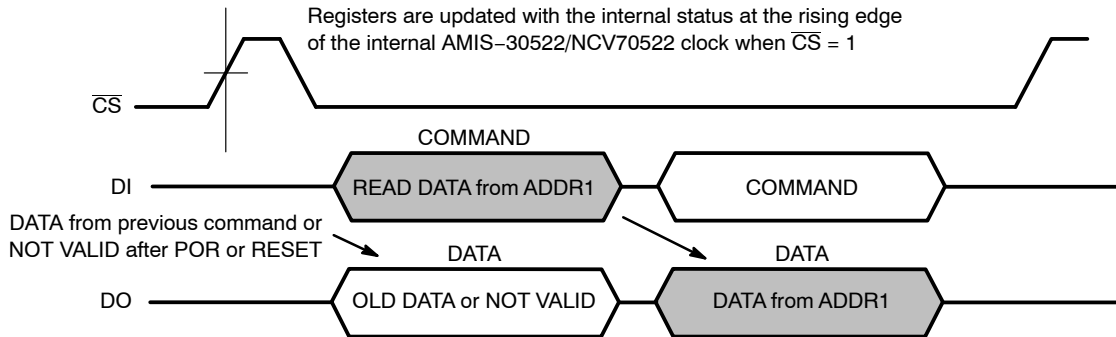 Registers are updated with the internal status at the rising edge
of the internal AMIS−30522/NCV70522 clock when C̅S̅ = 1
C̅S̅
COMMAND
DI
READ DATA from ADDR1
COMMAND
DATA from previous command or
NOT VALID after POR or RESET
DATA
DATA
DO
OLD DATA or NOT VALID
DATA from ADDR1